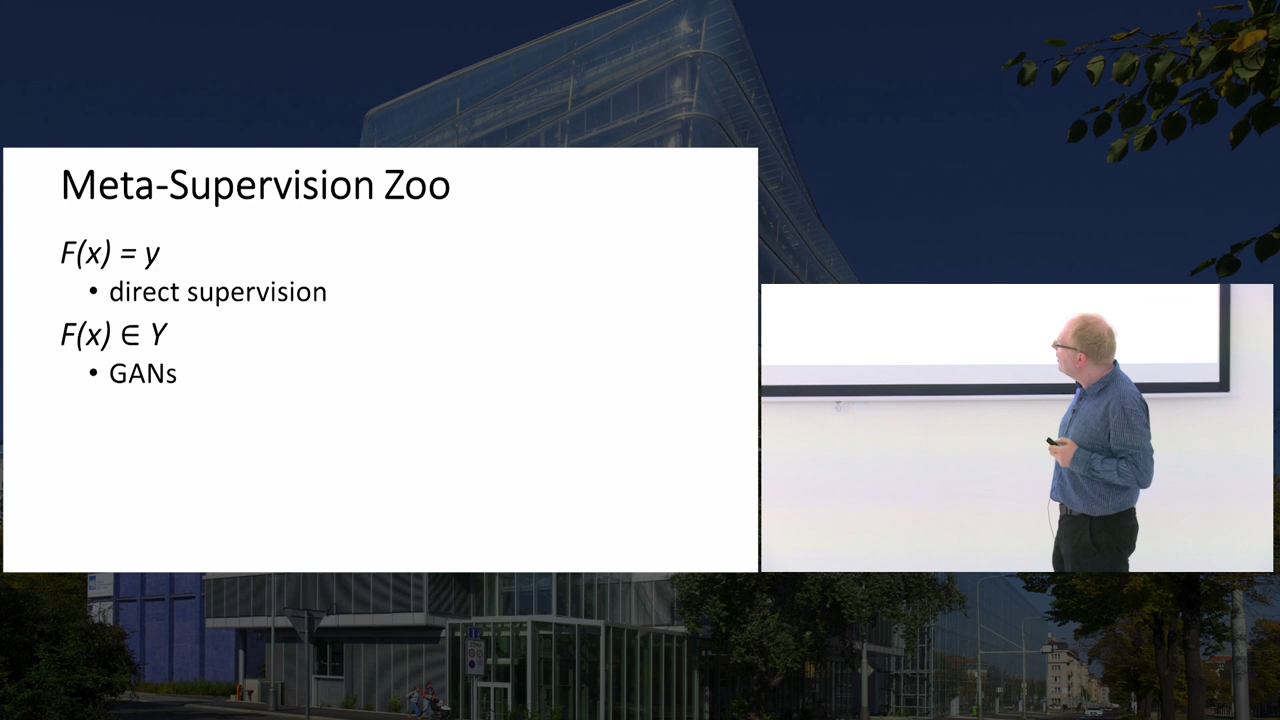 Meta-Supervision Zoo
F(x) = y
• direct supervision
F(x) ∈ Y
• GANs